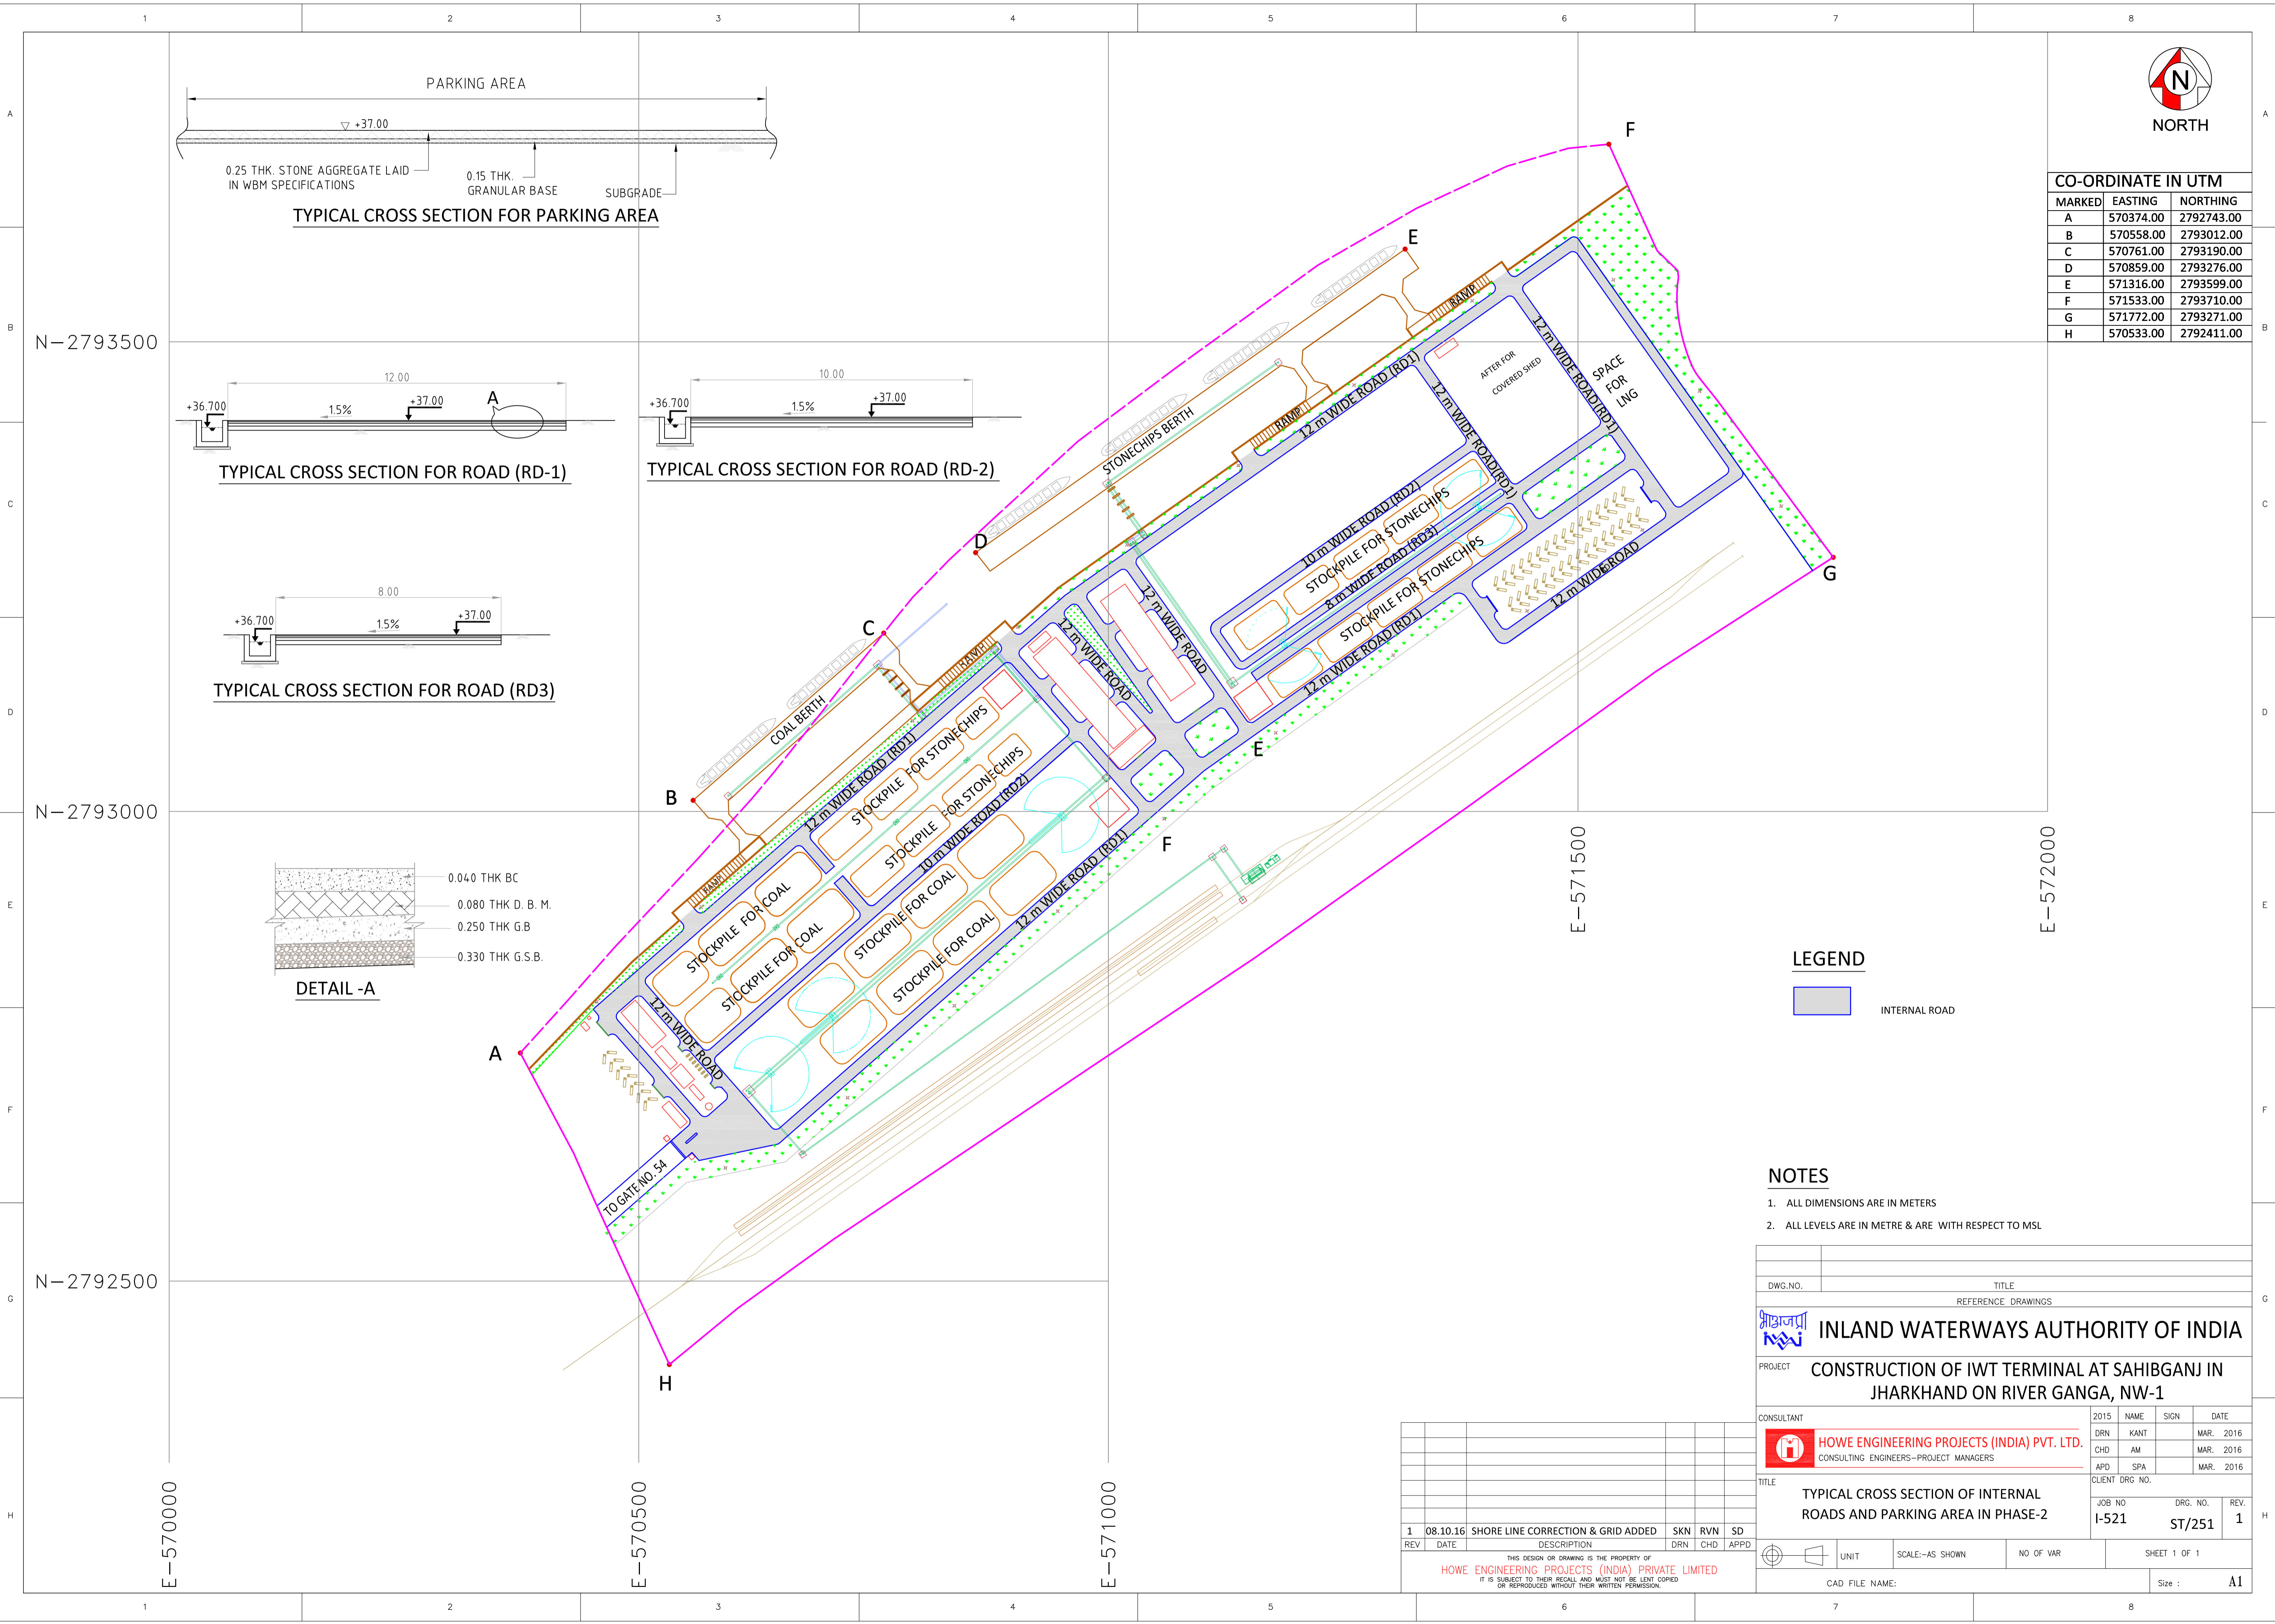 1 2 3 4 5 6 7 8
A
B
C
D
E
F
G
H
A
B
C
D
E
F
G
H
1 2 3 4 5 6 7 8
PARKING AREA
+37.00
0.25 THK. STONE AGGREGATE LAID
IN WBM SPECIFICATIONS
0.15 THK.
GRANULAR BASE
SUBGRADE
TYPICAL CROSS SECTION FOR PARKING AREA
N-2793500
12.00
+36.700
1.5%
+37.00
A
TYPICAL CROSS SECTION FOR ROAD (RD-1)
10.00
+36.700
1.5%
+37.00
TYPICAL CROSS SECTION FOR ROAD (RD-2)
8.00
+36.700
1.5%
+37.00
TYPICAL CROSS SECTION FOR ROAD (RD3)
N-2793000
0.040 THK BC
0.080 THK D. B. M.
0.250 THK G.B
0.330 THK G.S.B.
DETAIL -A
N-2792500
E-570000
E-570500
E-571000
E-571500
E-572000
F
E
D
C
B
A
G
H
E
F
RAMP
RAMP
RAMP
RAMP
STONECHIPS BERTH
COAL BERTH
12 m WIDE ROAD (RD1)
12 m WIDE ROAD(RD1)
12 m WIDE ROAD(RD1)
AFTER FOR
COVERED SHED
SPACE
FOR
LNG
10 m WIDE ROAD (RD2)
STOCKPILE FOR STONECHIPS
8 m WIDE ROAD (RD3)
STOCKPILE FOR STONECHIPS
12 m WIDE ROAD (RD1)
12 m WIDE ROAD
12 m WIDE ROAD
12 m WIDE ROAD
12 m WIDE ROAD (RD1)
STOCKPILE FOR STONECHIPS
STOCKPILE FOR STONECHIPS
10 m WIDE ROAD (RD2)
STOCKPILE FOR COAL
STOCKPILE FOR COAL
STOCKPILE FOR COAL
STOCKPILE FOR COAL
12 m WIDE ROAD (RD1)
12 m WIDE ROAD
TO GATE NO. 54
N
NORTH
CO-ORDINATE IN UTM
MARKED EASTING NORTHING
A 570374.00 2792743.00
B 570558.00 2793012.00
C 570761.00 2793190.00
D 570859.00 2793276.00
E 571316.00 2793599.00
F 571533.00 2793710.00
G 571772.00 2793271.00
H 570533.00 2792411.00
LEGEND
INTERNAL ROAD
NOTES
1. ALL DIMENSIONS ARE IN METERS
2. ALL LEVELS ARE IN METRE & ARE WITH RESPECT TO MSL
DWG.NO. TITLE
REFERENCE DRAWINGS
भाअजप्रा
INLAND WATERWAYS AUTHORITY OF INDIA
PROJECT
CONSTRUCTION OF IWT TERMINAL AT SAHIBGANJ IN
JHARKHAND ON RIVER GANGA, NW-1
CONSULTANT
HOWE ENGINEERING PROJECTS (INDIA) PVT. LTD.
CONSULTING ENGINEERS-PROJECT MANAGERS
2015 NAME SIGN DATE
DRN KANT MAR. 2016
CHD AM MAR. 2016
APD SPA MAR. 2016
TITLE
TYPICAL CROSS SECTION OF INTERNAL
ROADS AND PARKING AREA IN PHASE-2
CLIENT DRG NO.
JOB NO DRG. NO. REV.
I-521 ST/251 1
UNIT SCALE:-AS SHOWN NO OF VAR SHEET 1 OF 1
CAD FILE NAME: Size : A1
1 08.10.16 SHORE LINE CORRECTION & GRID ADDED SKN RVN SD
REV DATE DESCRIPTION DRN CHD APPD
THIS DESIGN OR DRAWING IS THE PROPERTY OF
HOWE ENGINEERING PROJECTS (INDIA) PRIVATE LIMITED
IT IS SUBJECT TO THEIR RECALL AND MUST NOT BE LENT COPIED
OR REPRODUCED WITHOUT THEIR WRITTEN PERMISSION.